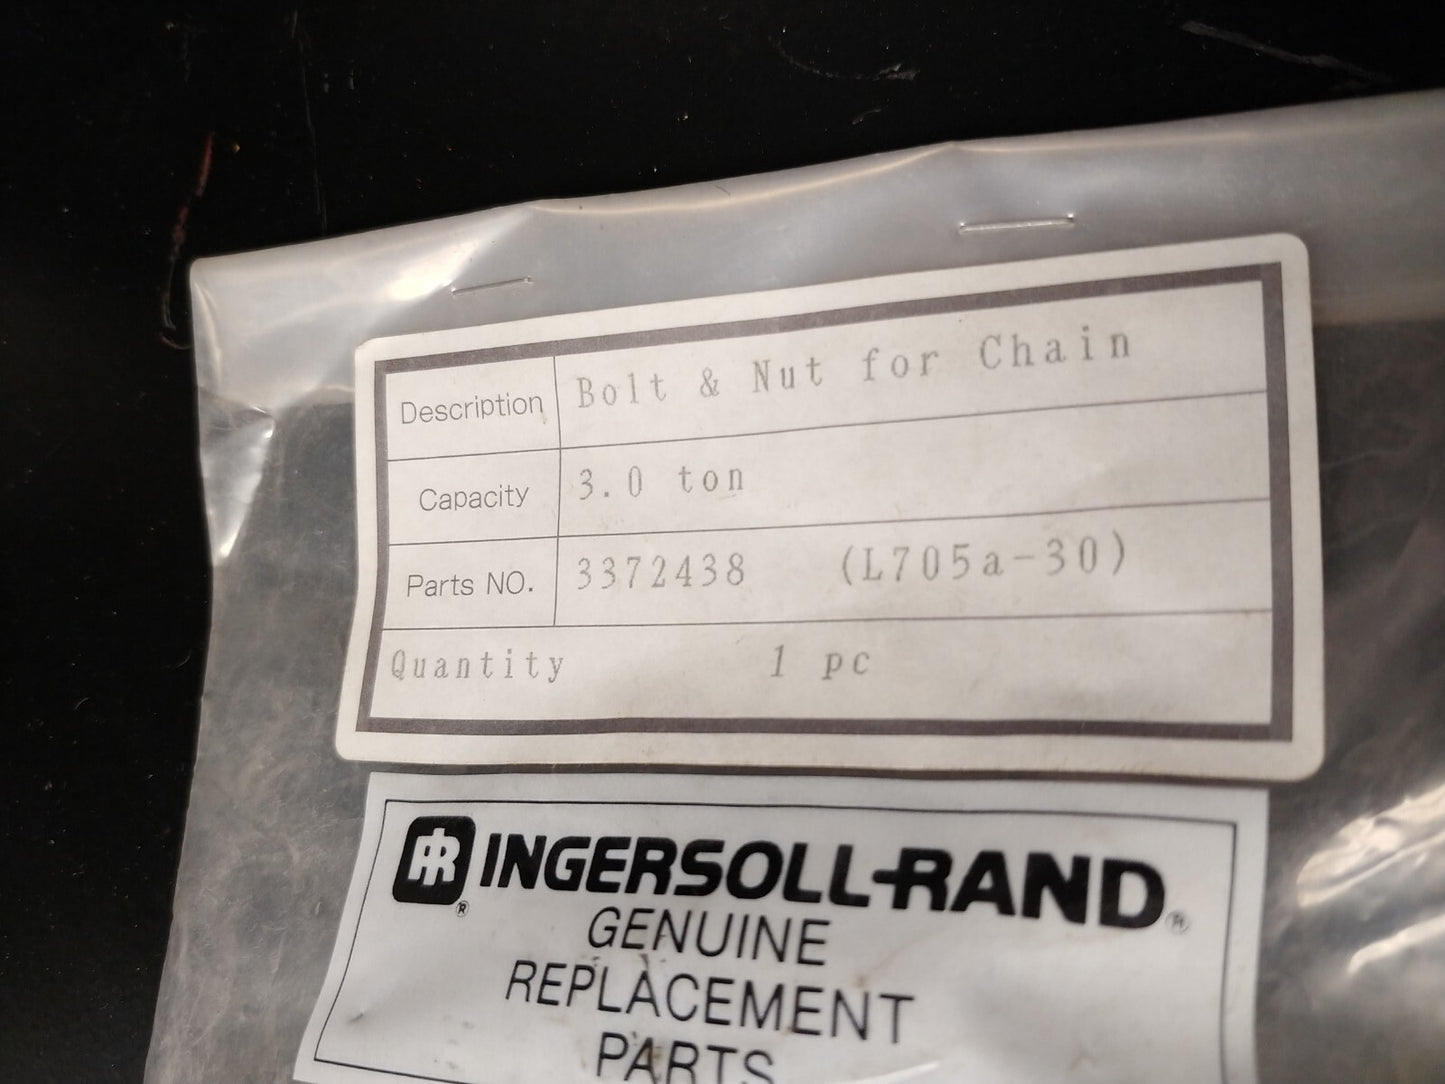 Description Bolt & Nut for Chain
Capacity 3.0 ton
Parts NO. 3372438 (L705a-30)
Quantity 1 pc
IR® INGERSOLL-RAND®
GENUINE
REPLACEMENT
PARTS